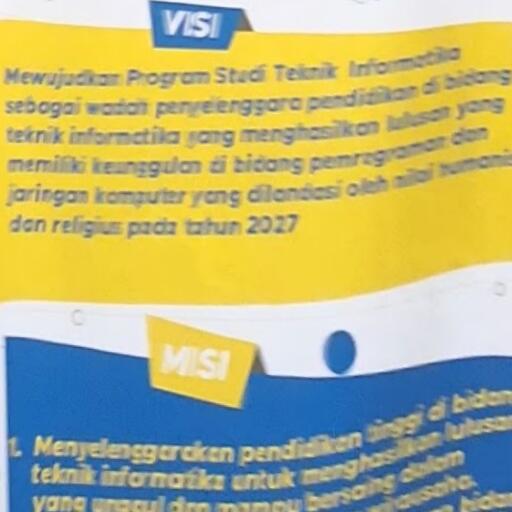 VISI
Mewujudkan Program Studi Teknik Informatika
sebagai wadah penyelenggara pendidikan di bidang
teknik informatika yang menghasilkan lulusan yang
memiliki keunggulan di bidang pemrograman dan
jaringan komputer yang dilandasi oleh nilai humanis
dan religius pada tahun 2027
MISI
1. Menyelenggarakan pendidikan tinggi di bidan
teknik informatika untuk menghasilkan lulusan
yang unggul dan mampu bersaing dalam